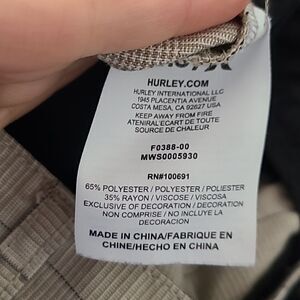 HURLEY.COM
HURLEY INTERNATIONAL LLC
1945 PLACENTIA AVENUE
COSTA MESA, CA 92627 USA
KEEP AWAY FROM FIRE
ATENIR A L'ECART DE TOUTE
SOURCE DE CHALEUR
F0388-00
MWS0005930
RN#100691
65% POLYESTER / POLYESTER / POLIESTER
35% RAYON / VISCOSE / VISCOSA
EXCLUSIVE OF DECORATION / DECORATION
NON COMPRISE / NO INCLUYE LA
DECORACION
MADE IN CHINA/FABRIQUE EN
CHINE/HECHO EN CHINA